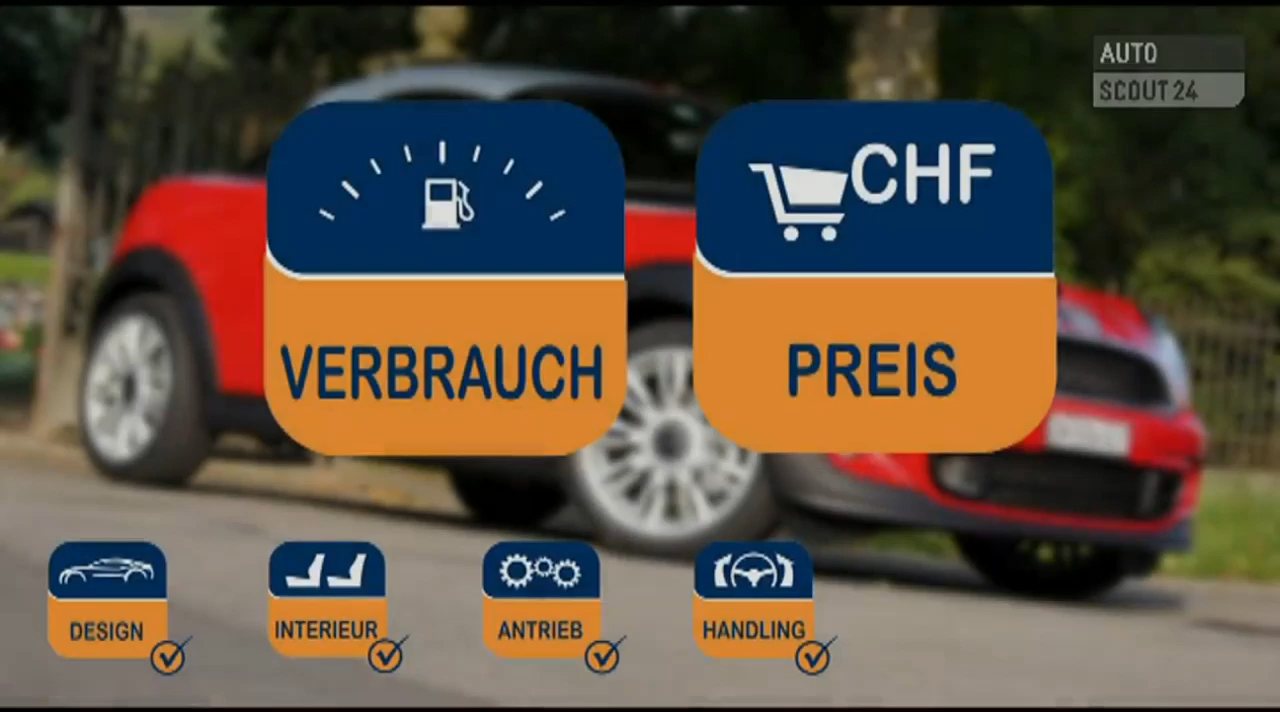 AUTO
SCOUT 24
CHF
VERBRAUCH
PREIS
DESIGN
INTERIEUR
ANTRIEB
HANDLING